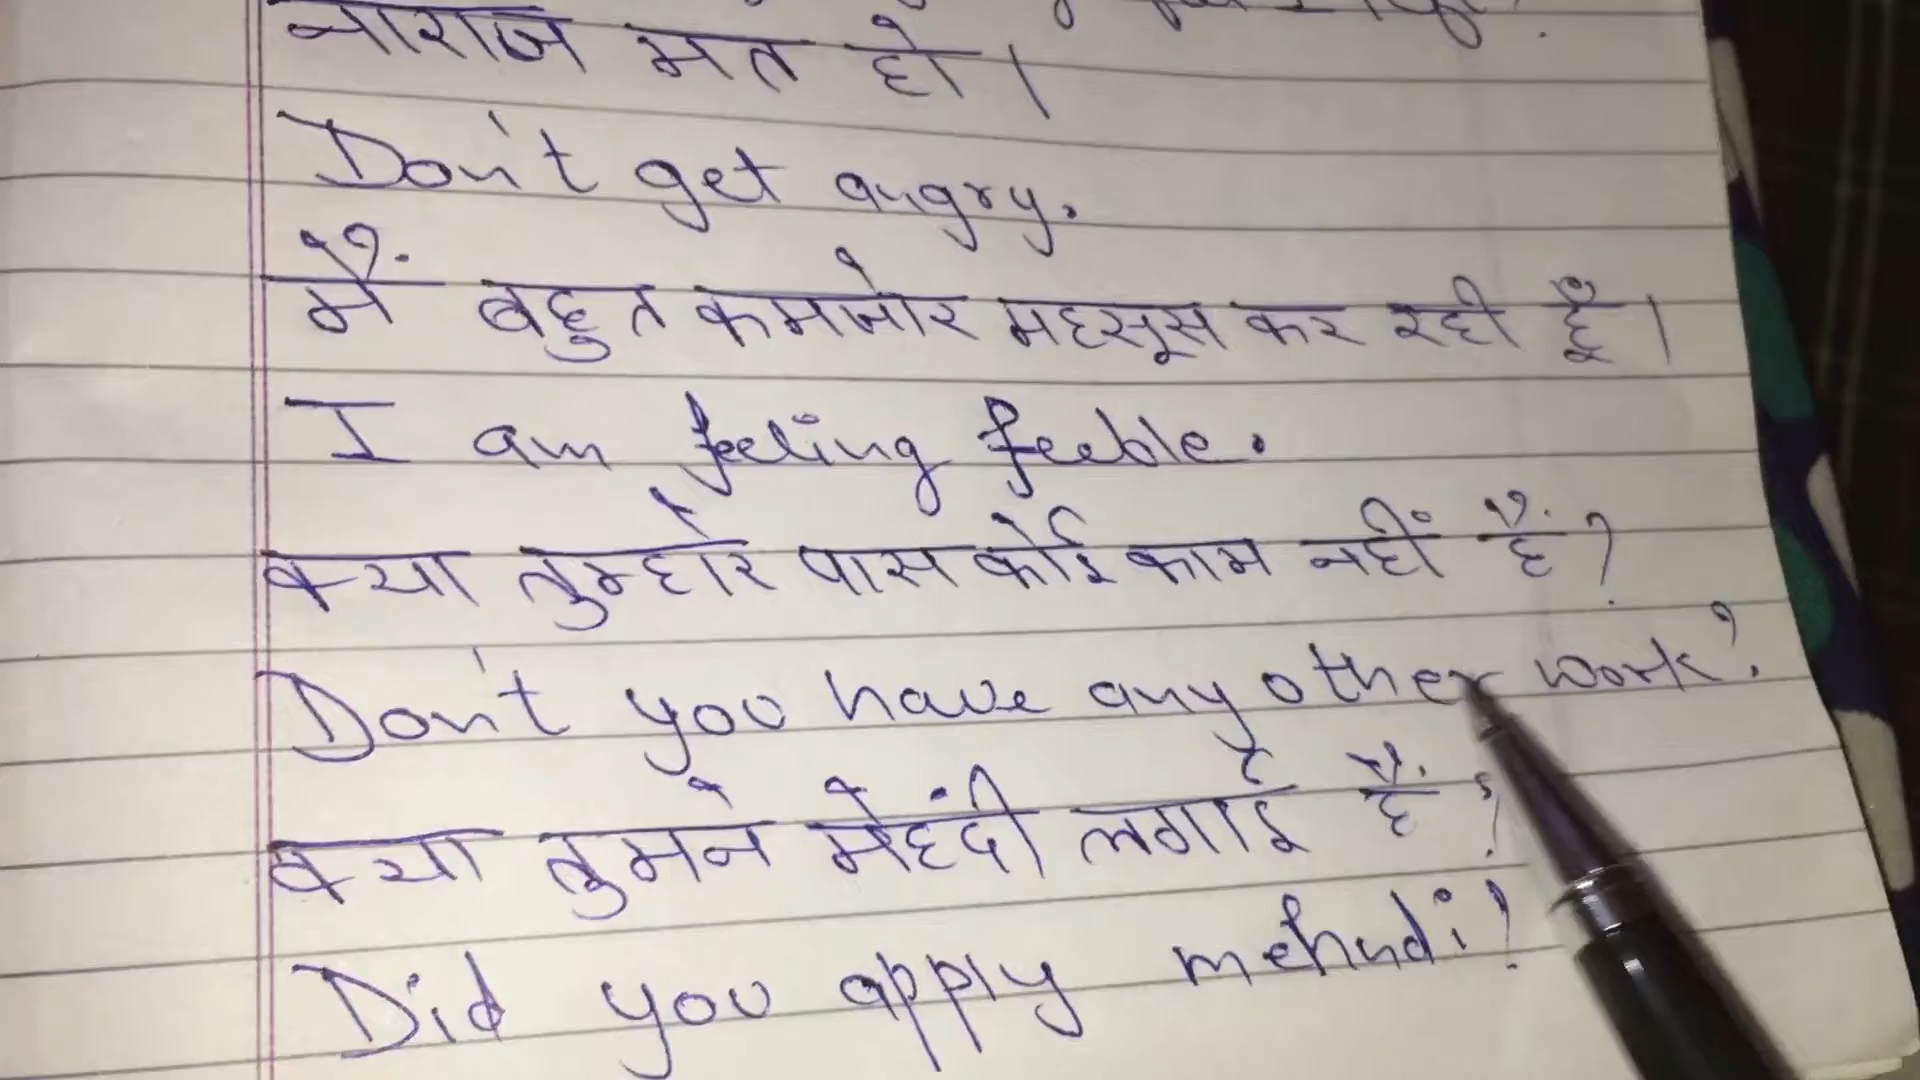 नाराज मत हो।
Don't get angry.
मैं बहुत कमजोर महसूस कर रही हूँ।
I am feeling feeble.
क्या तुम्हारे पास कोई काम नहीं है?
Don't you have any other work?
क्या तुमने मेहंदी लगाई है?
Did you apply mehndi?